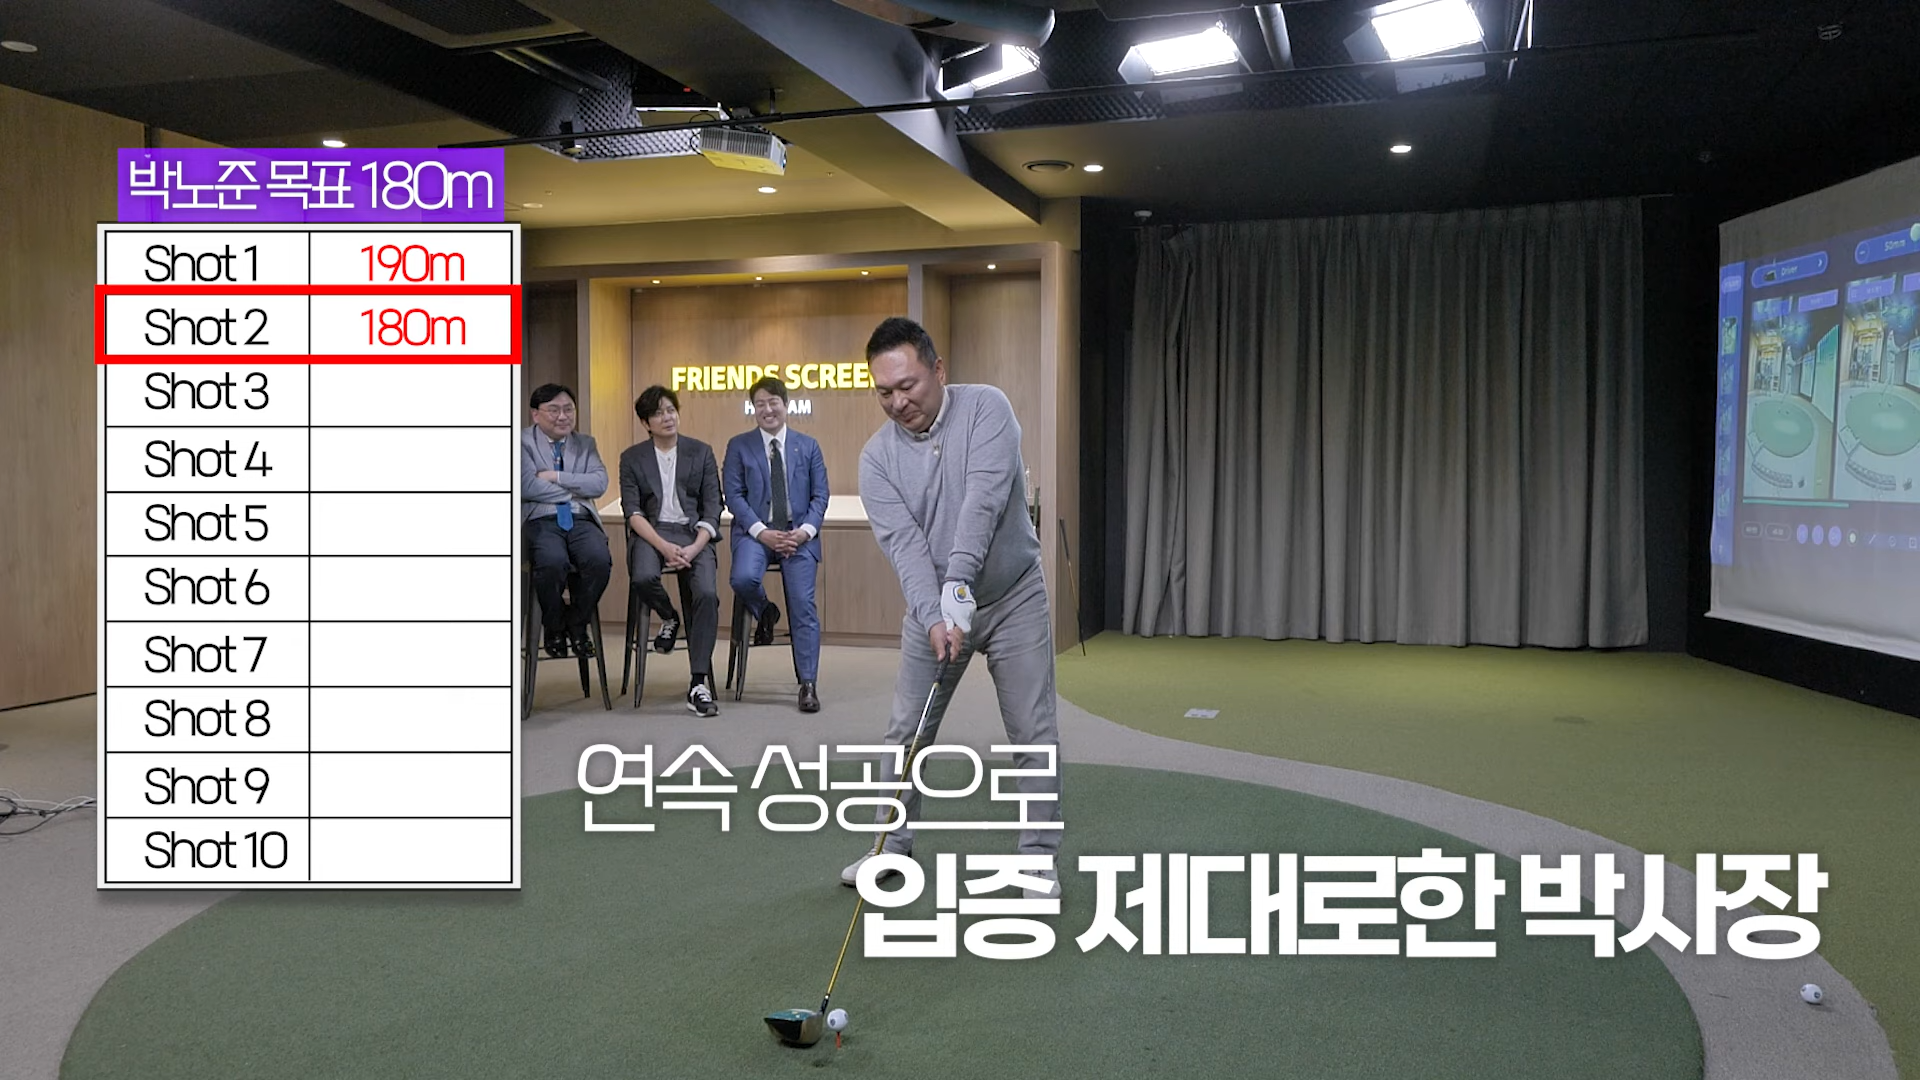 박노준 목표 180m
Shot 1 190m
Shot 2 180m
Shot 3
Shot 4
Shot 5
Shot 6
Shot 7
Shot 8
Shot 9
Shot 10
FRIENDS SCREE
Driver
50mm
연속 성공으로
입증 제대로한 박사장